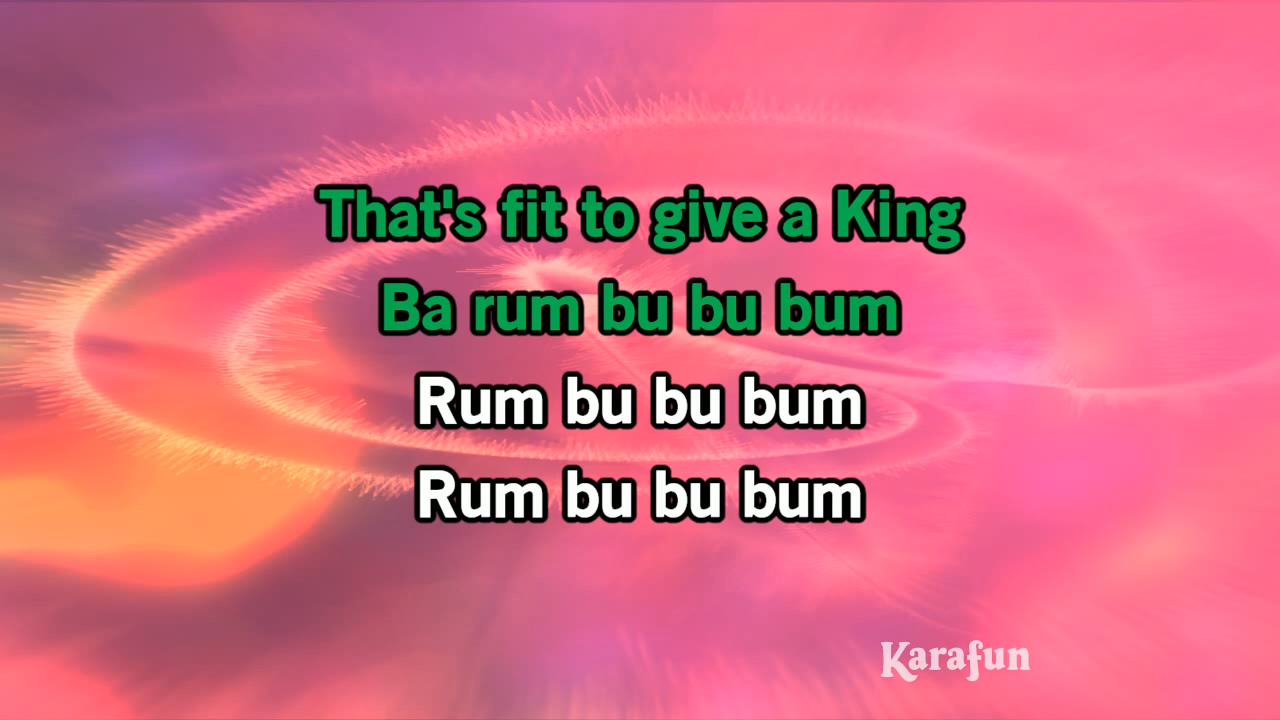 That's fit to give a King
Ba rum bu bu bum
Rum bu bu bum
Rum bu bu bum
Karafun